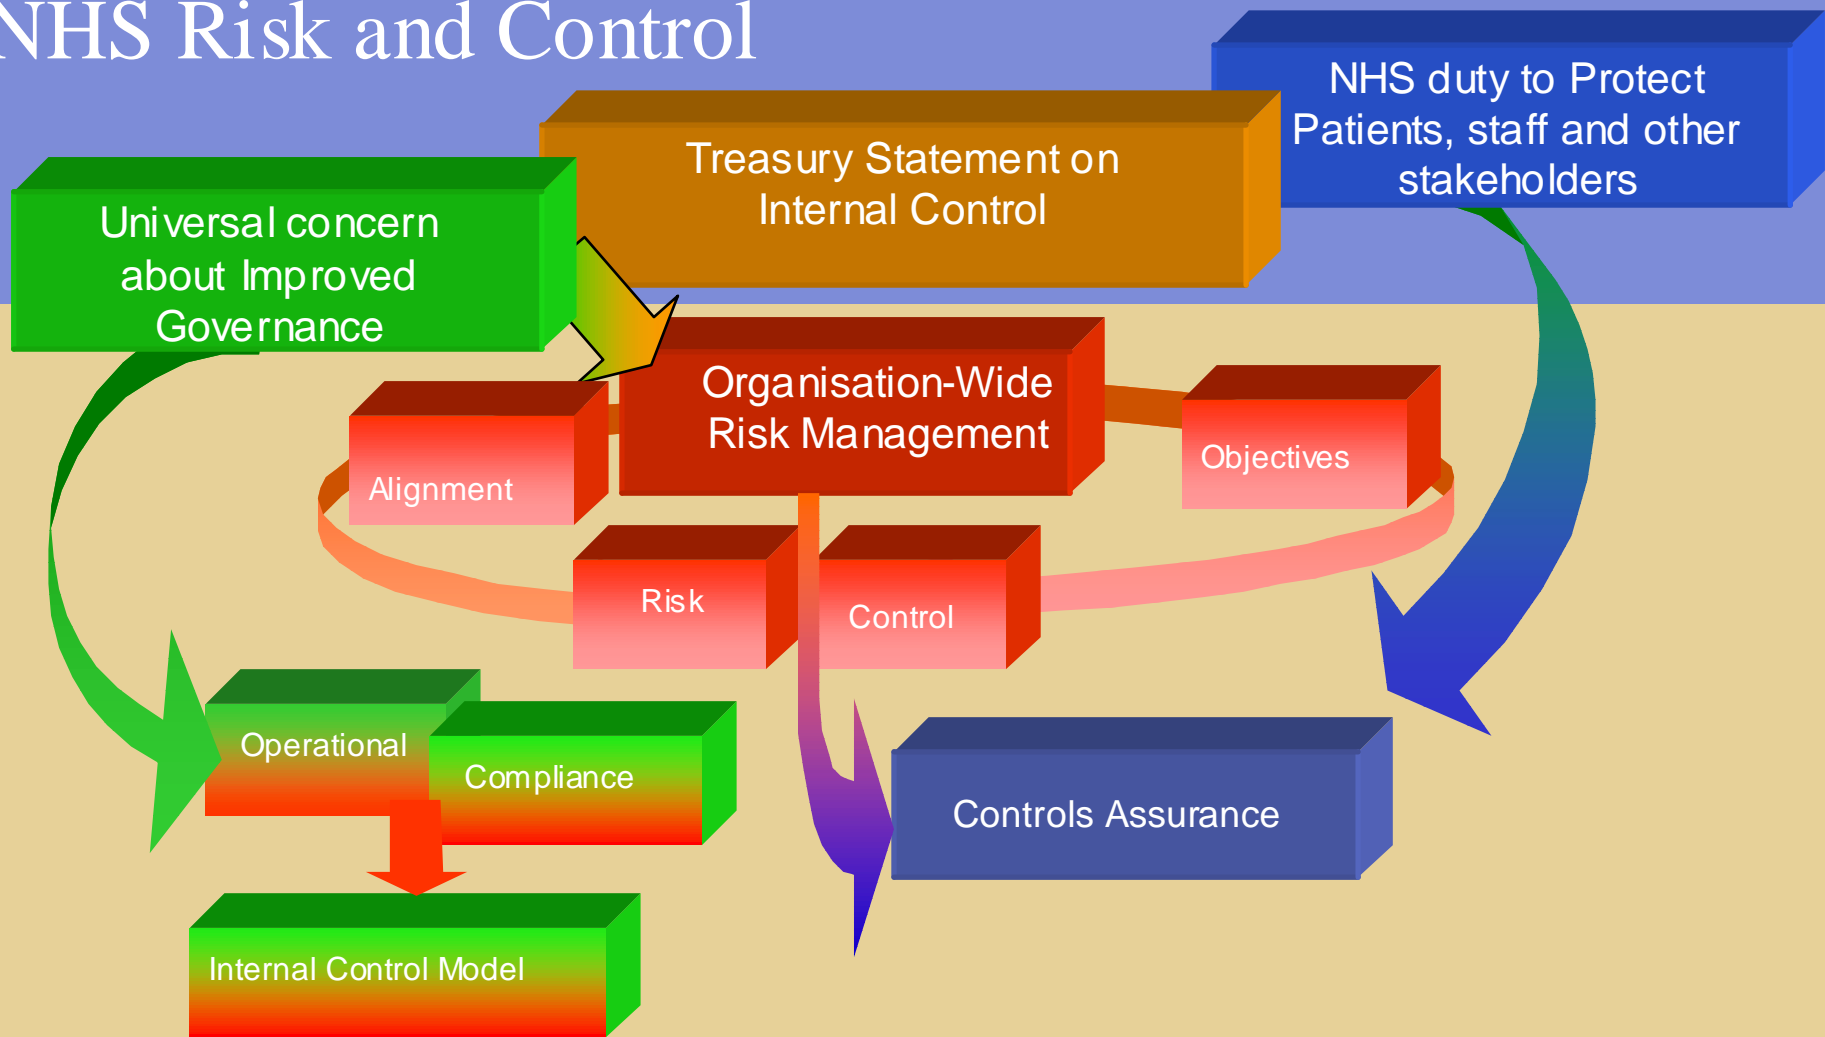 NHS Risk and Control
NHS duty to Protect
Patients, staff and other
stakeholders
Treasury Statement on
Internal Control
Universal concern
about Improved
Governance
Organisation-Wide
Risk Management
Alignment
Objectives
Risk
Control
Operational
Compliance
Controls Assurance
Internal Control Model